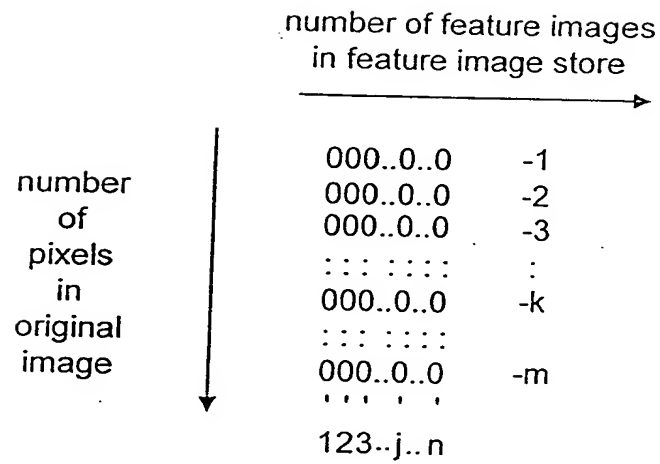 number of feature images
in feature image store
number
of
pixels
in
original
image
000..0..0 -1
000..0..0 -2
000..0..0 -3
::: :::: :
000..0..0 -k
::: ::::
000..0..0 -m
''' ' '
123..j..n